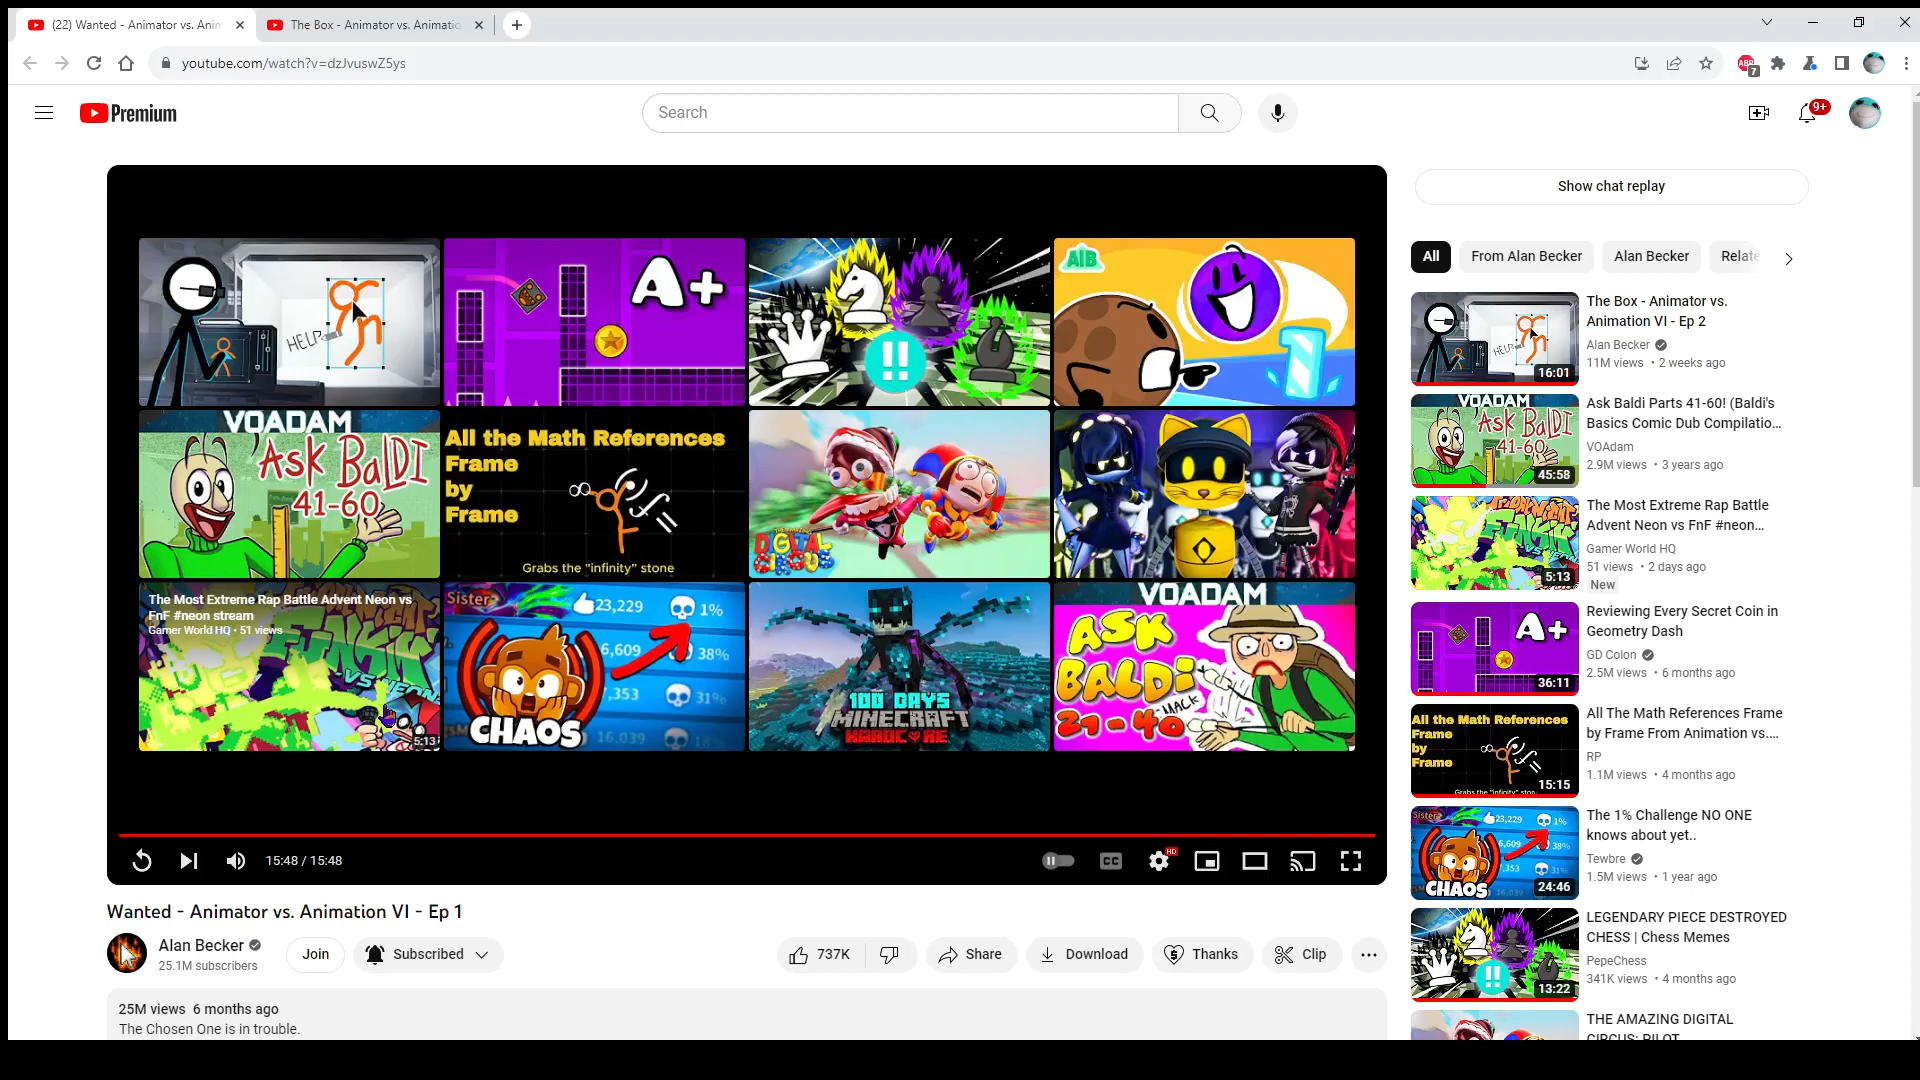 (22) Wanted - Animator vs. Anim
The Box - Animator vs. Animatio
youtube.com/watch?v=dzJvuswZ5ys
ABP
7
Premium
Search
9+
HELP
A+
!!
AIB
VOADAM
ASK BALDI
41-60
All the Math References
Frame
by
Frame
Grabs the "infinity" stone
THE AMAZING
DIGITAL
CIRCUS
The Most Extreme Rap Battle Advent Neon vs
FnF #neon stream
Gamer World HQ • 51 views
5:13
Sister
23,229
1%
6,609
38%
,353
31%
16,039
CHAOS
100 DAYS
MINECRAFT
HARDCORE
VOADAM
ASK
BALDI
SMACK
21-40
15:48 / 15:48
CC
HD
Wanted - Animator vs. Animation VI - Ep 1
Alan Becker
25.1M subscribers
Join
Subscribed
737K
Share
Download
Thanks
Clip
25M views 6 months ago
The Chosen One is in trouble.
Show chat replay
All
From Alan Becker
Alan Becker
Relate
HELP
16:01
The Box - Animator vs.
Animation VI - Ep 2
Alan Becker
11M views • 2 weeks ago
VOADAM
ASK BALDI
41-60
45:58
Ask Baldi Parts 41-60! (Baldi's
Basics Comic Dub Compilatio...
VOAdam
2.9M views • 3 years ago
5:13
The Most Extreme Rap Battle
Advent Neon vs FnF #neon...
Gamer World HQ
51 views • 2 days ago
New
A+
36:11
Reviewing Every Secret Coin in
Geometry Dash
GD Colon
2.5M views • 6 months ago
All the Math References
Frame
by
Frame
15:15
All The Math References Frame
by Frame From Animation vs....
RP
1.1M views • 4 months ago
Sister
23,229
1%
CHAOS
24:46
The 1% Challenge NO ONE
knows about yet..
Tewbre
1.5M views • 1 year ago
!!
13:22
LEGENDARY PIECE DESTROYED
CHESS | Chess Memes
PepeChess
341K views • 4 months ago
THE AMAZING DIGITAL
CIRCUS: PILOT